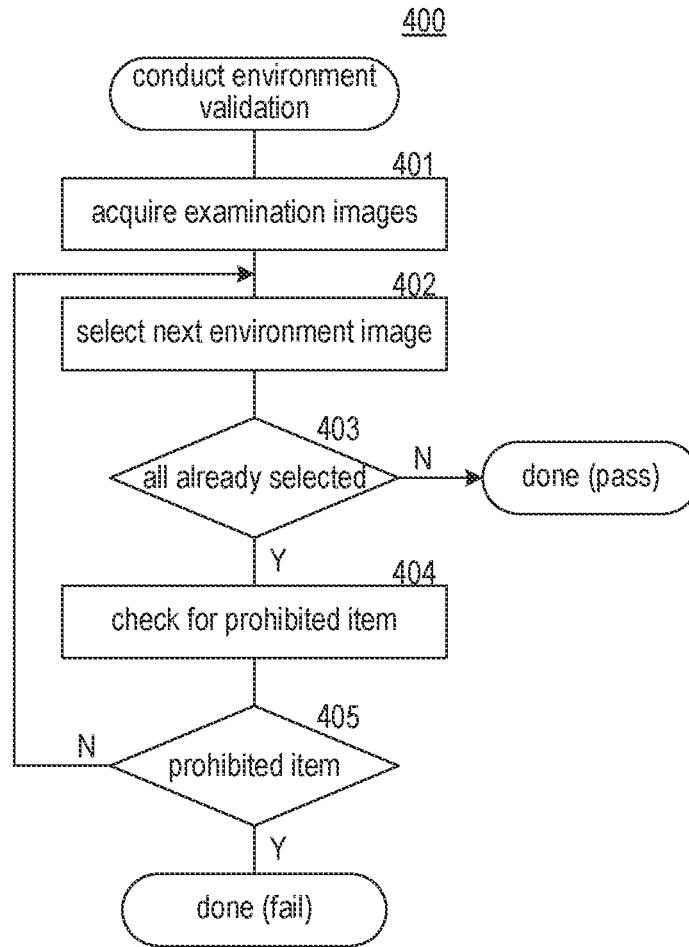 400
conduct environment
validation
401
acquire examination images
402
select next environment image
403
all already selected
N
done (pass)
Y
404
check for prohibited item
405
N
prohibited item
Y
done (fail)